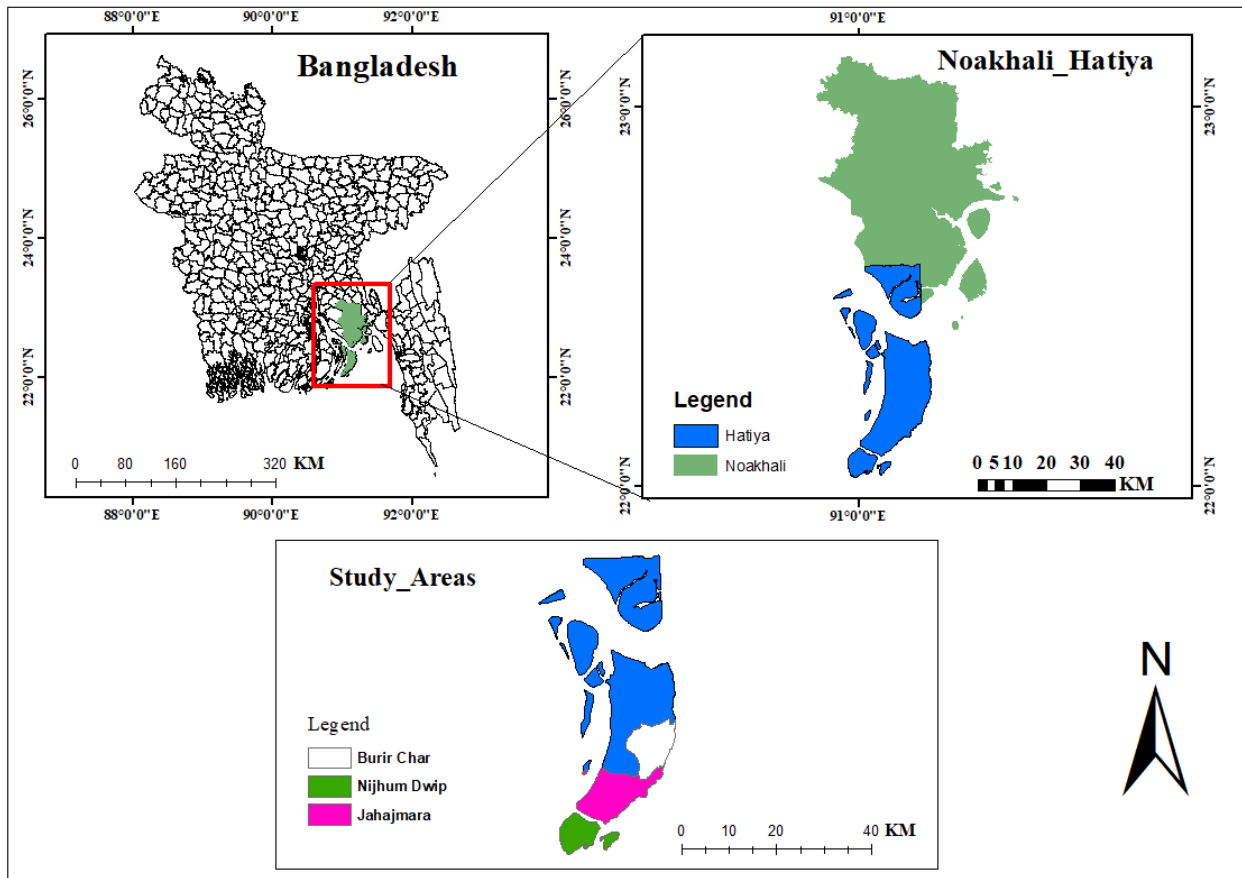 88°0'0"E 90°0'0"E 92°0'0"E
Bangladesh
26°0'0"N
24°0'0"N
22°0'0"N
26°0'0"N
24°0'0"N
22°0'0"N
0 80 160 320 KM
88°0'0"E 90°0'0"E 92°0'0"E
91°0'0"E
Noakhali_Hatiya
23°0'0"N
22°0'0"N
23°0'0"N
22°0'0"N
Legend
Hatiya
Noakhali
0 5 10 20 30 40
KM
91°0'0"E
Study_Areas
Legend
Burir Char
Nijhum Dwip
Jahajmara
0 10 20 40 KM
N